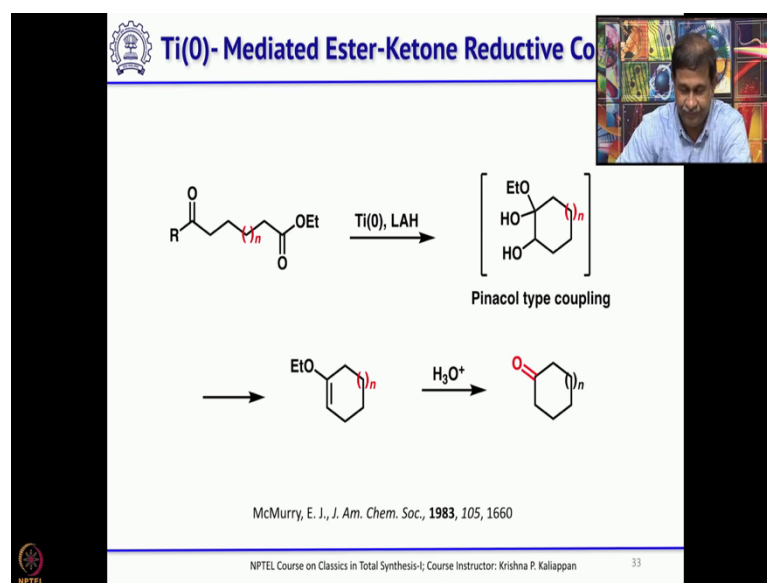 Ti(0)- Mediated Ester-Ketone Reductive Co
O
R
( )n
OEt
O
Ti(0), LAH
EtO
HO
HO
( )n
Pinacol type coupling
EtO
( )n
H3O+
O
( )n
McMurry, E. J., J. Am. Chem. Soc., 1983, 105, 1660
NPTEL Course on Classics in Total Synthesis-I; Course Instructor: Krishna P. Kaliappan
33
NPTEL